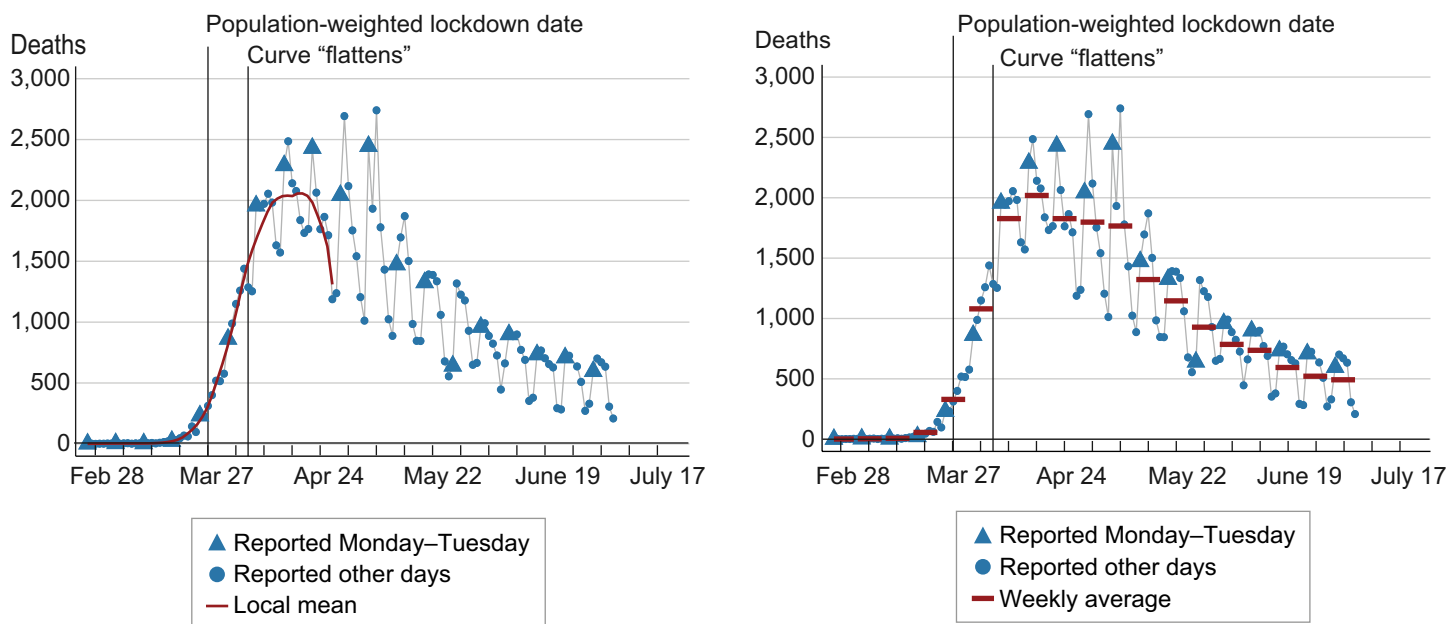 Population-weighted lockdown date
Deaths
Curve “flattens”
3,000
2,500
2,000
1,500
1,000
500
0
Feb 28 Mar 27 Apr 24 May 22 June 19 July 17
Reported Monday–Tuesday
Reported other days
Local mean
Population-weighted lockdown date
Deaths
Curve “flattens”
3,000
2,500
2,000
1,500
1,000
500
0
Feb 28 Mar 27 Apr 24 May 22 June 19 July 17
Reported Monday–Tuesday
Reported other days
Weekly average